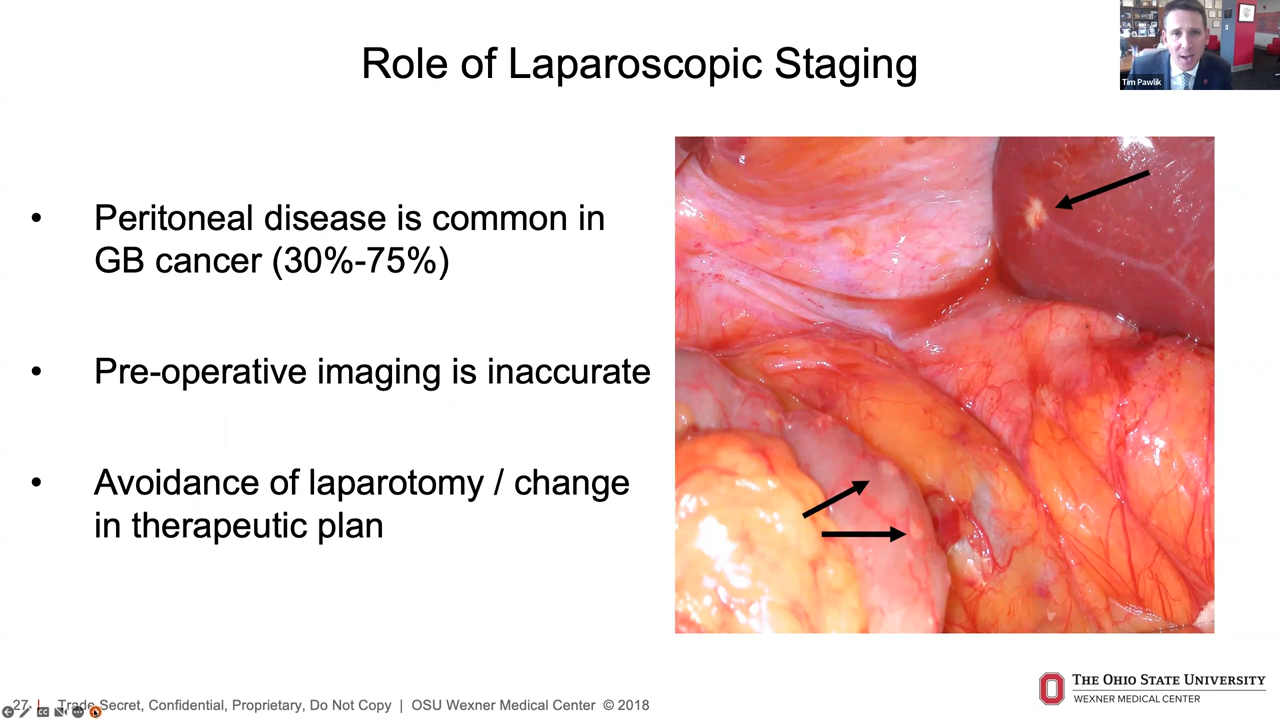 Role of Laparoscopic Staging
Tim Pawlik
• Peritoneal disease is common in
GB cancer (30%-75%)
• Pre-operative imaging is inaccurate
• Avoidance of laparotomy / change
in therapeutic plan
27 | Trade Secret, Confidential, Proprietary, Do Not Copy | OSU Wexner Medical Center © 2018
THE OHIO STATE UNIVERSITY
WEXNER MEDICAL CENTER